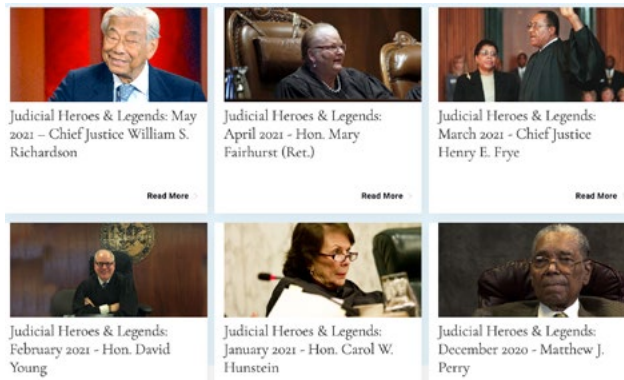 Judicial Heroes & Legends: May
2021 – Chief Justice William S.
Richardson
Read More
Judicial Heroes & Legends:
April 2021 - Hon. Mary
Fairhurst (Ret.)
Read More
Judicial Heroes & Legends:
March 2021 - Chief Justice
Henry E. Frye
Read More
Judicial Heroes & Legends:
February 2021 - Hon. David
Young
Judicial Heroes & Legends:
January 2021 - Hon. Carol W.
Hunstein
Judicial Heroes & Legends:
December 2020 - Matthew J.
Perry